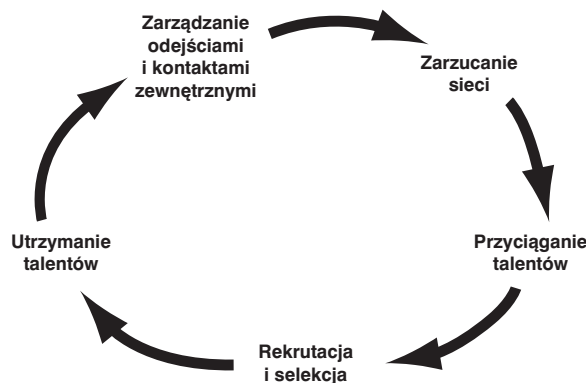 Zarządzanie
odejściami
i kontaktami
zewnętrznymi
Zarzucanie
sieci
Przyciąganie
talentów
Rekrutacja
i selekcja
Utrzymanie
talentów